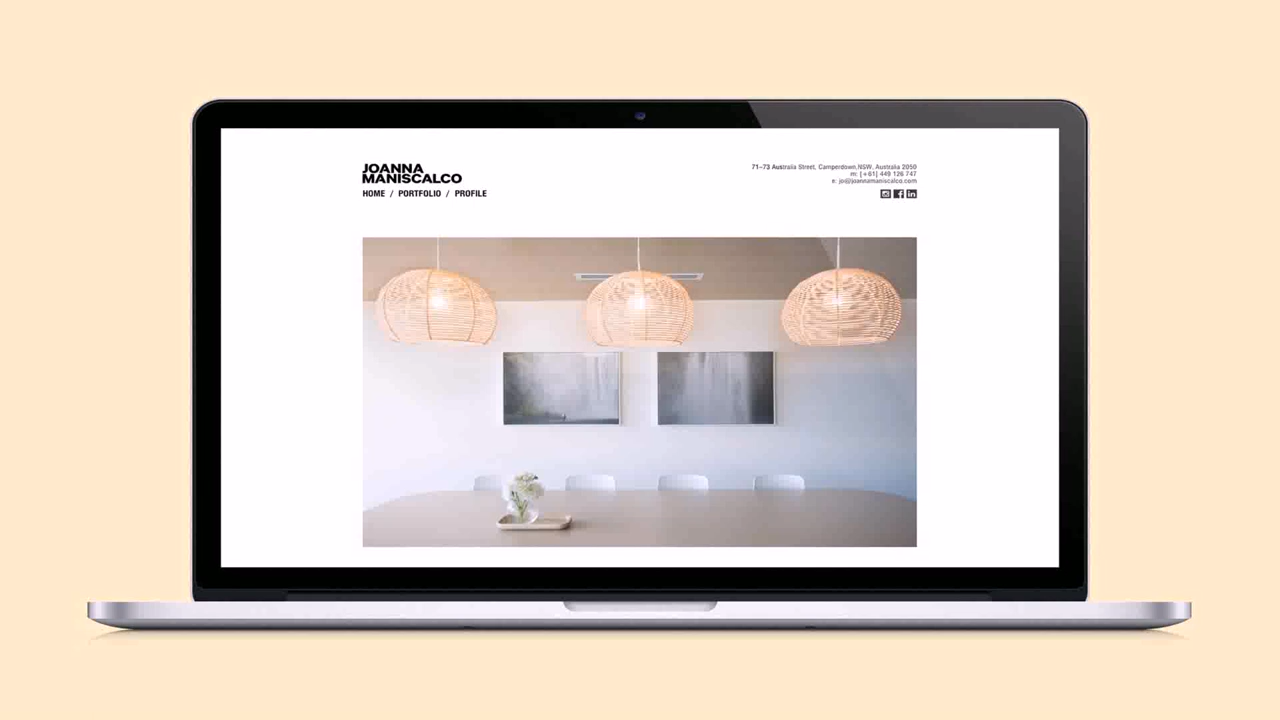 JOANNA
MANISCALCO
HOME / PORTFOLIO / PROFILE
71–73 Australia Street, Camperdown,NSW, Australia 2050
m: [+61] 449 126 747
e: jo@joannamaniscalco.com
in